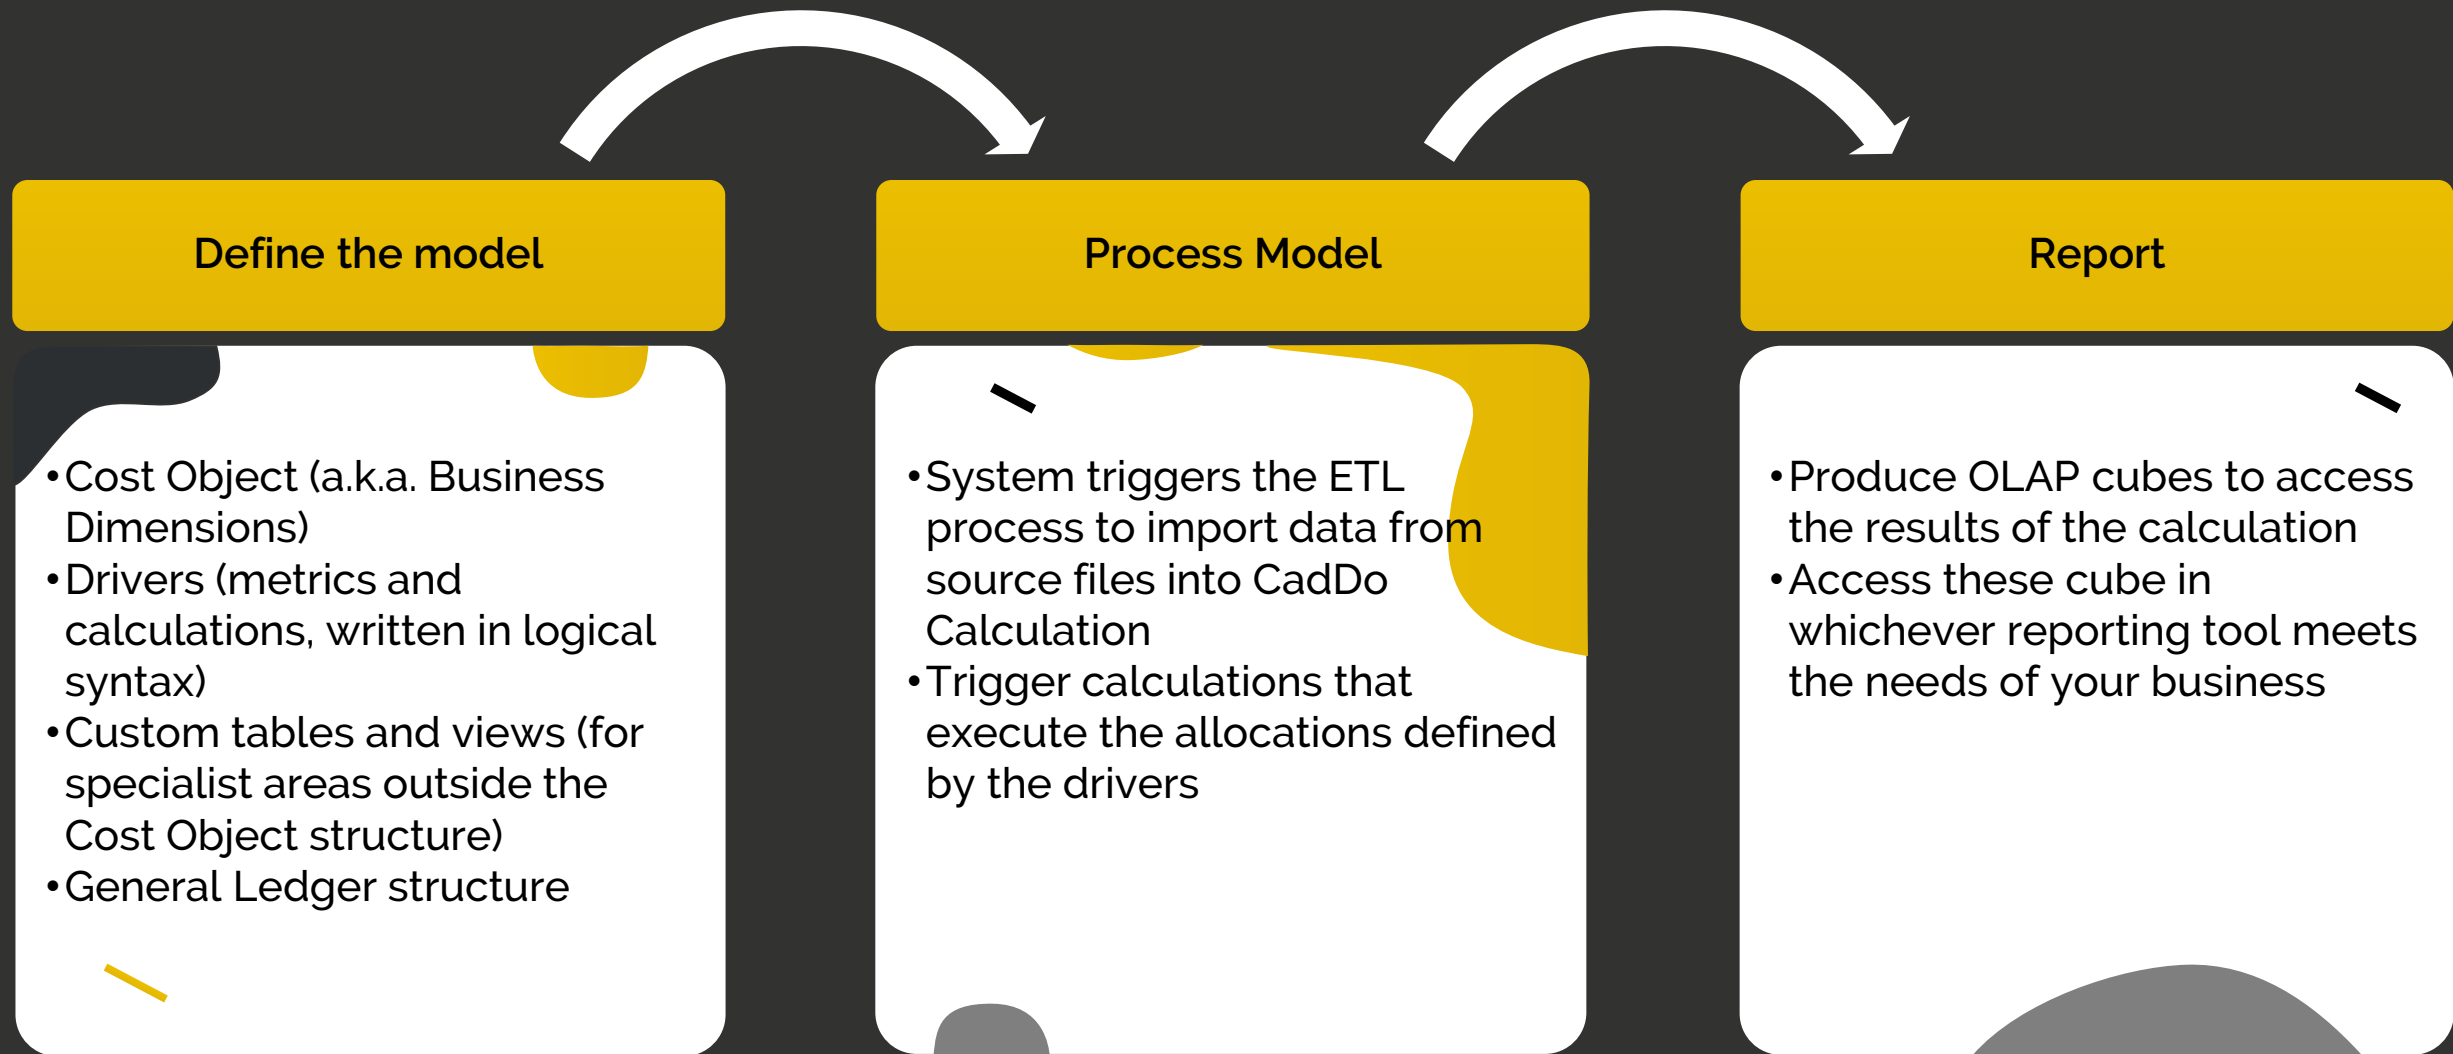 Define the model
•Cost Object (a.k.a. Business
Dimensions)
•Drivers (metrics and
calculations, written in logical
syntax)
•Custom tables and views (for
specialist areas outside the
Cost Object structure)
•General Ledger structure
Process Model
•System triggers the ETL
process to import data from
source files into CadDo
Calculation
•Trigger calculations that
execute the allocations defined
by the drivers
Report
•Produce OLAP cubes to access
the results of the calculation
•Access these cube in
whichever reporting tool meets
the needs of your business